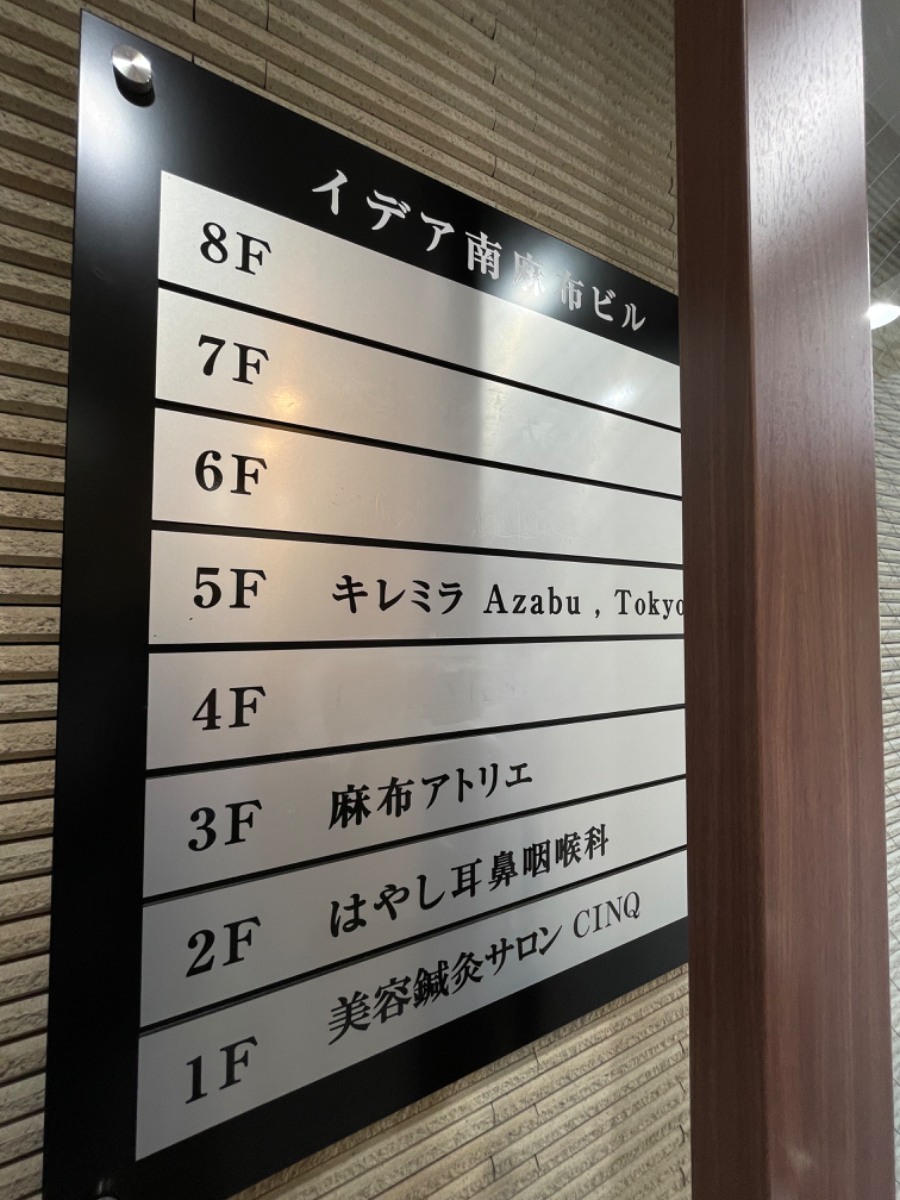 イデア南麻布ビル
8F
7F
6F
5F キレミラ Azabu , Tokyo
4F
3F 麻布アトリエ
2F はやし耳鼻咽喉科
1F 美容鍼灸サロン CINQ